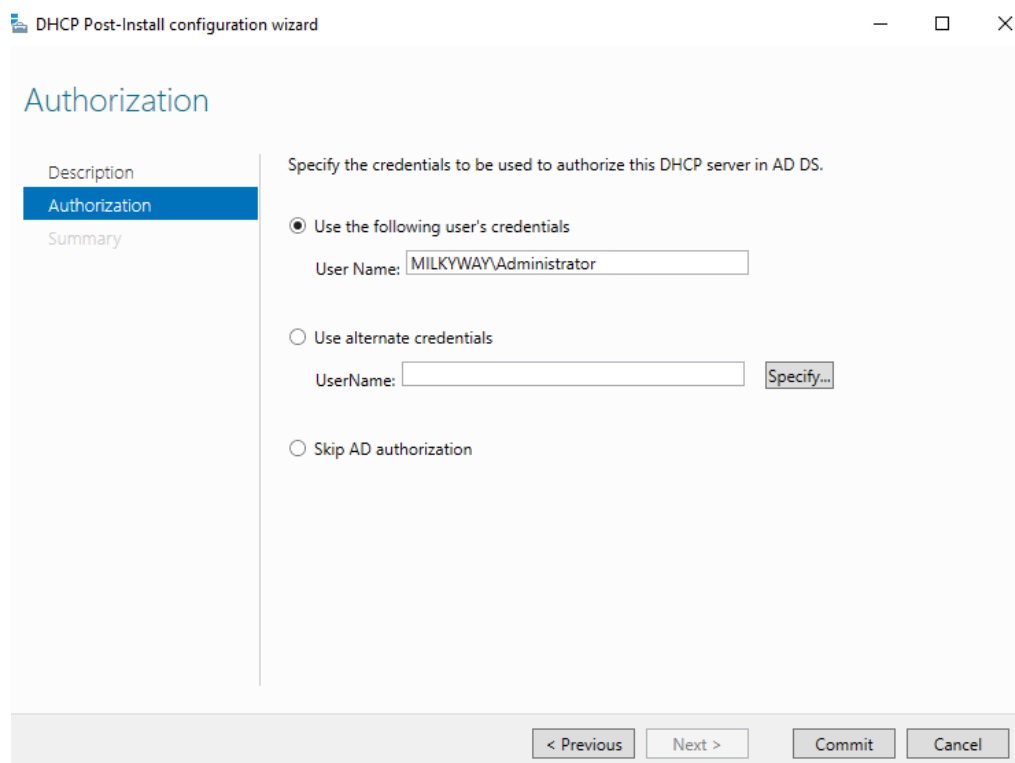 DHCP Post-Install configuration wizard
Authorization
Description
Authorization
Summary
Specify the credentials to be used to authorize this DHCP server in AD DS.
Use the following user's credentials
User Name: MILKYWAY\Administrator
Use alternate credentials
UserName:
Specify...
Skip AD authorization
< Previous
Next >
Commit
Cancel